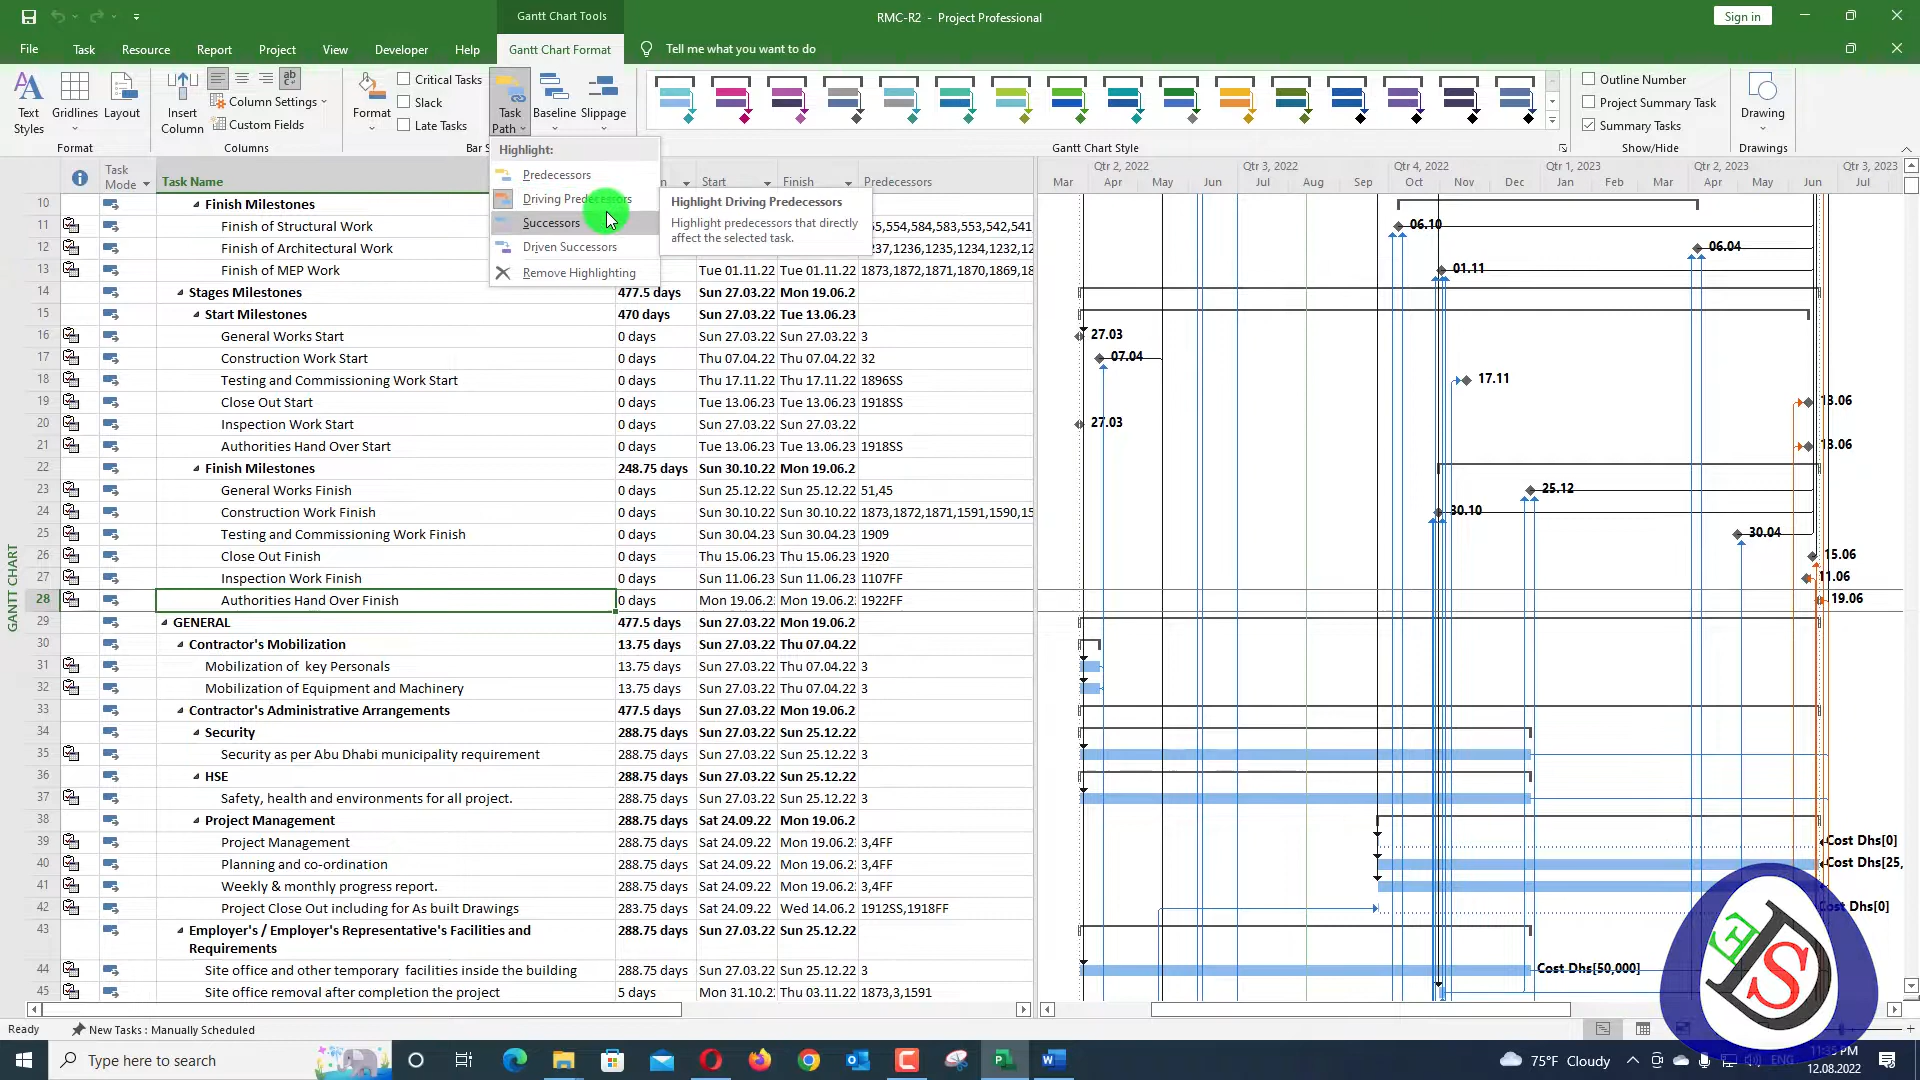 Gantt Chart Tools
RMC-R2 - Project Professional
Sign in
File Task Resource Report Project View Developer Help Gantt Chart Format Tell me what you want to do
Text Styles
Gridlines
Layout
Format
Insert Column
Column Settings
Custom Fields
Columns
Format
Critical Tasks
Slack
Late Tasks
Bar S
Task Path
Baseline
Slippage
Gantt Chart Style
Outline Number
Project Summary Task
Summary Tasks
Show/Hide
Drawing
Drawings
Highlight:
Predecessors
Driving Predecessors
Successors
Driven Successors
Remove Highlighting
Highlight Driving Predecessors
Highlight predecessors that directly
affect the selected task.
Task Mode Task Name n Start Finish Predecessors
Qtr 2, 2022 Qtr 3, 2022 Qtr 4, 2022 Qtr 1, 2023 Qtr 2, 2023 Qtr 3, 20
Mar Apr May Jun Jul Aug Sep Oct Nov Dec Jan Feb Mar Apr May Jun Jul
10 Finish Milestones
11 Finish of Structural Work 55,554,584,583,553,542,541 06.10
12 Finish of Architectural Work 1237,1236,1235,1234,1232,12 06.04
13 Finish of MEP Work Tue 01.11.22 Tue 01.11.22 1873,1872,1871,1870,1869,18 01.11
14 Stages Milestones 477.5 days Sun 27.03.22 Mon 19.06.2
15 Start Milestones 470 days Sun 27.03.22 Tue 13.06.23
16 General Works Start 0 days Sun 27.03.22 Sun 27.03.22 3 27.03
17 Construction Work Start 0 days Thu 07.04.22 Thu 07.04.22 32 07.04
18 Testing and Commissioning Work Start 0 days Thu 17.11.22 Thu 17.11.22 1896SS 17.11
19 Close Out Start 0 days Tue 13.06.23 Tue 13.06.23 1918SS 13.06
20 Inspection Work Start 0 days Sun 27.03.22 Sun 27.03.22 27.03
21 Authorities Hand Over Start 0 days Tue 13.06.23 Tue 13.06.23 1918SS 13.06
22 Finish Milestones 248.75 days Sun 30.10.22 Mon 19.06.2
23 General Works Finish 0 days Sun 25.12.22 Sun 25.12.22 51,45 25.12
24 Construction Work Finish 0 days Sun 30.10.22 Sun 30.10.22 1873,1872,1871,1591,1590,15 30.10
25 Testing and Commissioning Work Finish 0 days Sun 30.04.23 Sun 30.04.23 1909 30.04
26 Close Out Finish 0 days Thu 15.06.23 Thu 15.06.23 1920 15.06
27 Inspection Work Finish 0 days Sun 11.06.23 Sun 11.06.23 1107FF 11.06
28 Authorities Hand Over Finish 0 days Mon 19.06.2 Mon 19.06.2 1922FF 19.06
29 GENERAL 477.5 days Sun 27.03.22 Mon 19.06.2
30 Contractor's Mobilization 13.75 days Sun 27.03.22 Thu 07.04.22
31 Mobilization of key Personals 13.75 days Sun 27.03.22 Thu 07.04.22 3
32 Mobilization of Equipment and Machinery 13.75 days Sun 27.03.22 Thu 07.04.22 3
33 Contractor's Administrative Arrangements 477.5 days Sun 27.03.22 Mon 19.06.2
34 Security 288.75 days Sun 27.03.22 Sun 25.12.22
35 Security as per Abu Dhabi municipality requirement 288.75 days Sun 27.03.22 Sun 25.12.22 3
36 HSE 288.75 days Sun 27.03.22 Sun 25.12.22
37 Safety, health and environments for all project. 288.75 days Sun 27.03.22 Sun 25.12.22 3
38 Project Management 288.75 days Sat 24.09.22 Mon 19.06.2
39 Project Management 288.75 days Sat 24.09.22 Mon 19.06.2 3,4FF Cost Dhs[0]
40 Planning and co-ordination 288.75 days Sat 24.09.22 Mon 19.06.2 3,4FF Cost Dhs[25,
41 Weekly & monthly progress report. 288.75 days Sat 24.09.22 Mon 19.06.2 3,4FF
42 Project Close Out including for As built Drawings 283.75 days Sat 24.09.22 Wed 14.06.2 1912SS,1918FF Cost Dhs[0]
43 Employer's / Employer's Representative's Facilities and 288.75 days Sun 27.03.22 Sun 25.12.22
Requirements
44 Site office and other temporary facilities inside the building 288.75 days Sun 27.03.22 Sun 25.12.22 3 Cost Dhs[50,000]
45 Site office removal after completion the project 5 days Mon 31.10.2 Thu 03.11.22 1873,3,1591
GANTT CHART
EDS
Ready New Tasks : Manually Scheduled
Type here to search
75°F Cloudy
ENG
11:35 PM
12.08.2022